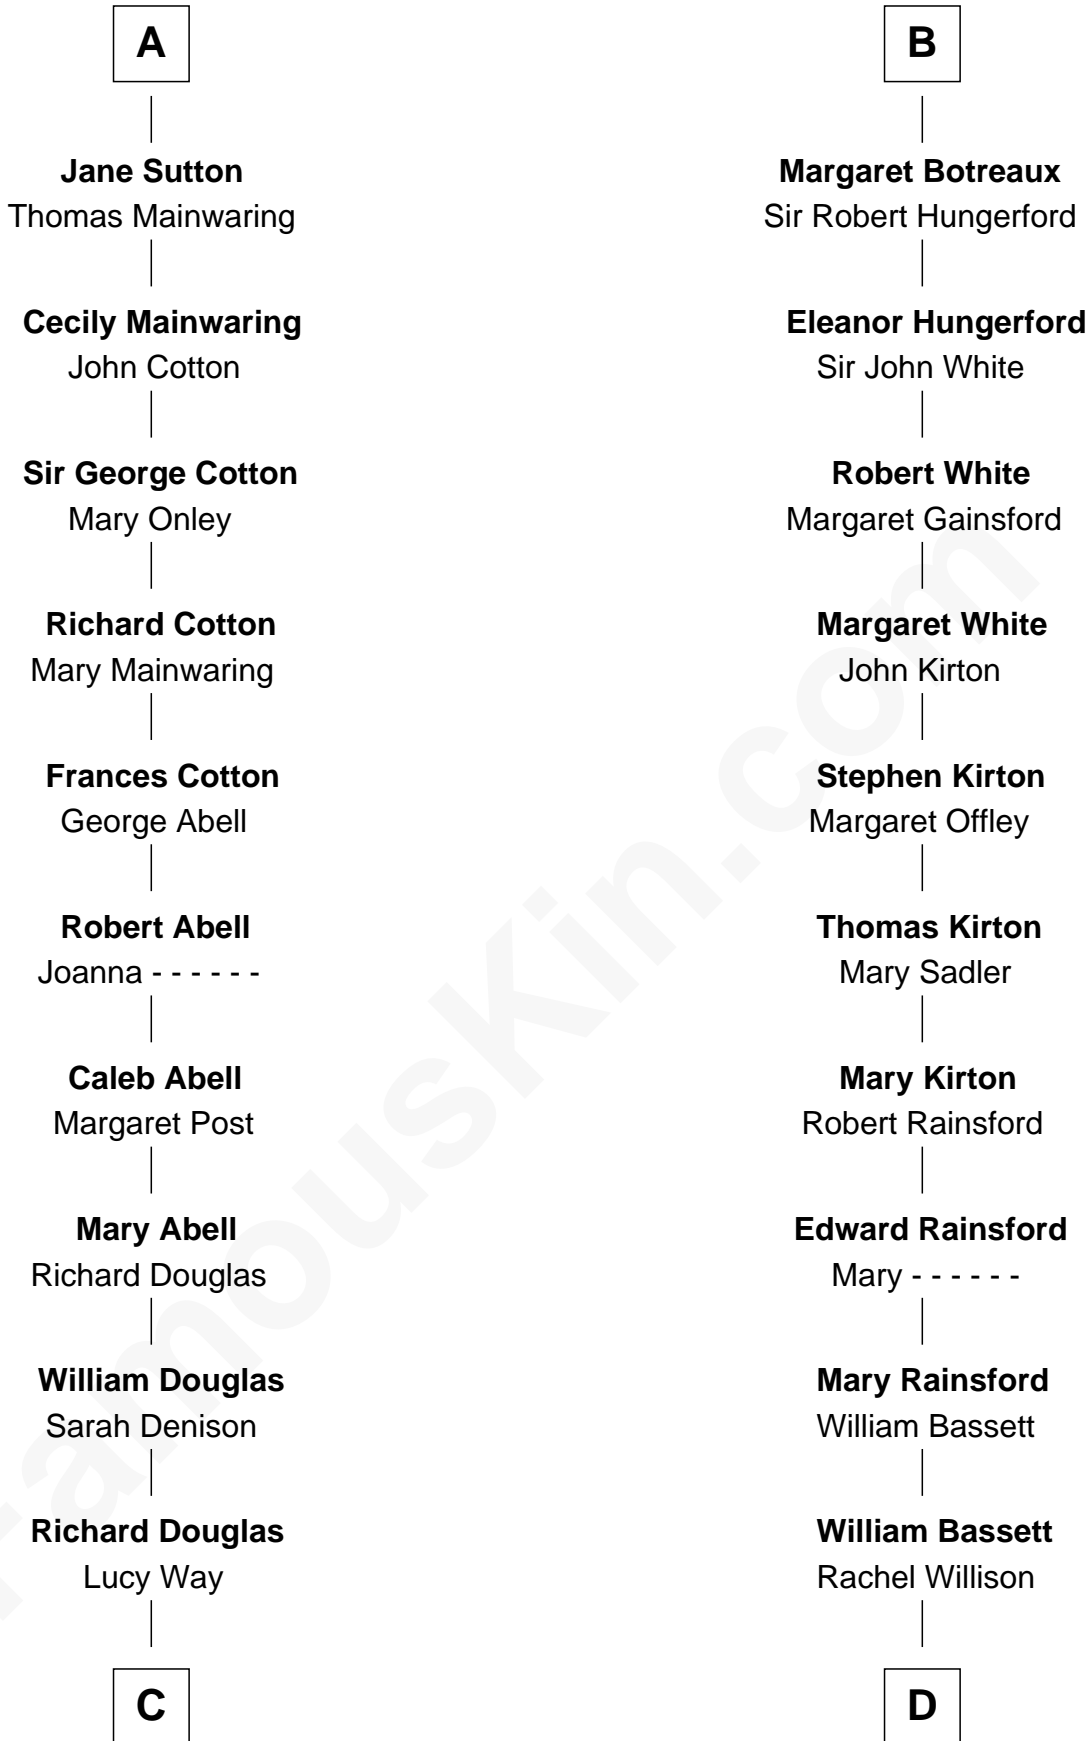 A
Jane Sutton
Thomas Mainwaring
Cecily Mainwaring
John Cotton
Sir George Cotton
Mary Onley
Richard Cotton
Mary Mainwaring
Frances Cotton
George Abell
Robert Abell
Joanna - - - - - -
Caleb Abell
Margaret Post
Mary Abell
Richard Douglas
William Douglas
Sarah Denison
Richard Douglas
Lucy Way
C
B
Margaret Botreaux
Sir Robert Hungerford
Eleanor Hungerford
Sir John White
Robert White
Margaret Gainsford
Margaret White
John Kirton
Stephen Kirton
Margaret Offley
Thomas Kirton
Mary Sadler
Mary Kirton
Robert Rainsford
Edward Rainsford
Mary - - - - - -
Mary Rainsford
William Bassett
William Bassett
Rachel Willison
D
FamousKin.com